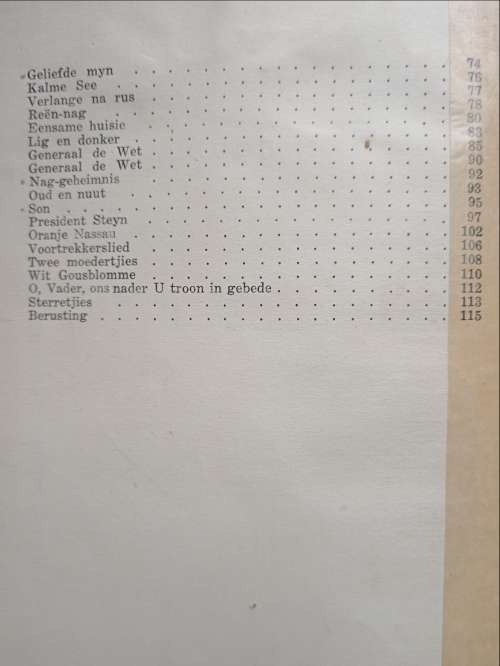 Geliefde myn . . . . . . . . . . 74
Kalme See . . . . . . . . . . 76
Verlange na rus . . . . . . . . . 77
Reën-nag . . . . . . . . . . . 78
Eensame huisie . . . . . . . . . 80
Lig en donker . . . . . . . . . 83
Generaal de Wet . . . . . . . . . 85
Generaal de Wet . . . . . . . . . 90
Nag-geheimnis . . . . . . . . . 92
Oud en nuut . . . . . . . . . . 93
Son . . . . . . . . . . . . 95
President Steyn . . . . . . . . . 97
Oranje Nassau . . . . . . . . . 102
Voortrekkerslied . . . . . . . . . 106
Twee moedertjies . . . . . . . . . 108
Wit Gousblomme . . . . . . . . . 110
O, Vader, ons nader U troon in gebede . . . . . . 112
Sterretjies . . . . . . . . . . 113
Berusting . . . . . . . . . . . 115